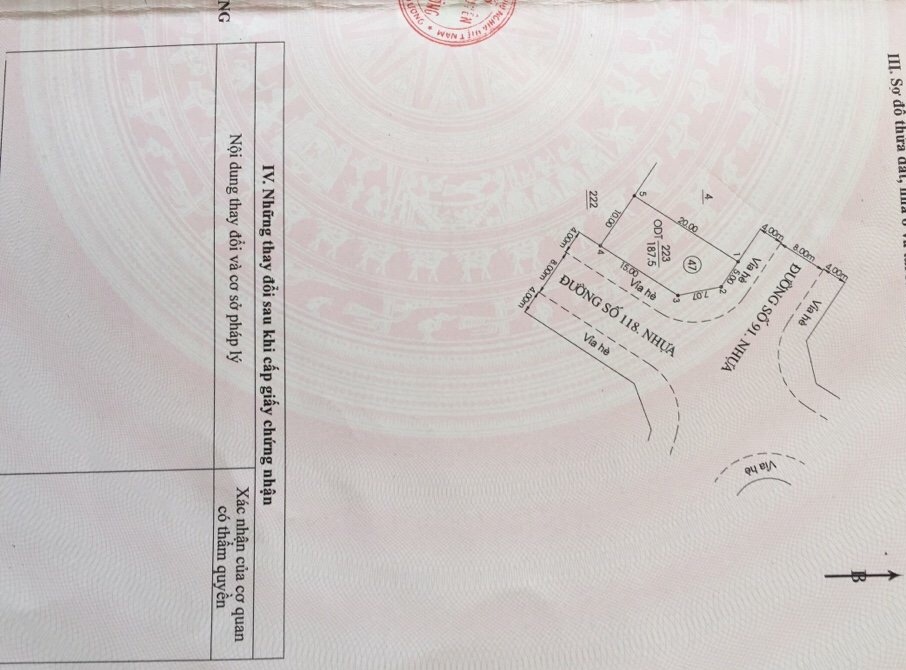 III. Sơ đồ thửa đất, nhà ở và
B
4.00m
8.00m
4.00m
Vỉa hè
Vỉa hè
ĐƯỜNG SỐ 91. NHỰA
4
1
5.00
2
20.00
47
7.07
5
223
ODT 187.5
3
15.00
Vỉa hè
Vỉa hè
10.00
4
222
4.00m
8.00m
4.00m
ĐƯỜNG SỐ 118. NHỰA
Vỉa hè
NGHĨA VIỆT NAM
NG
IV. Những thay đổi sau khi cấp giấy chứng nhận
Nội dung thay đổi và cơ sở pháp lý
Xác nhận của cơ quan
có thẩm quyền